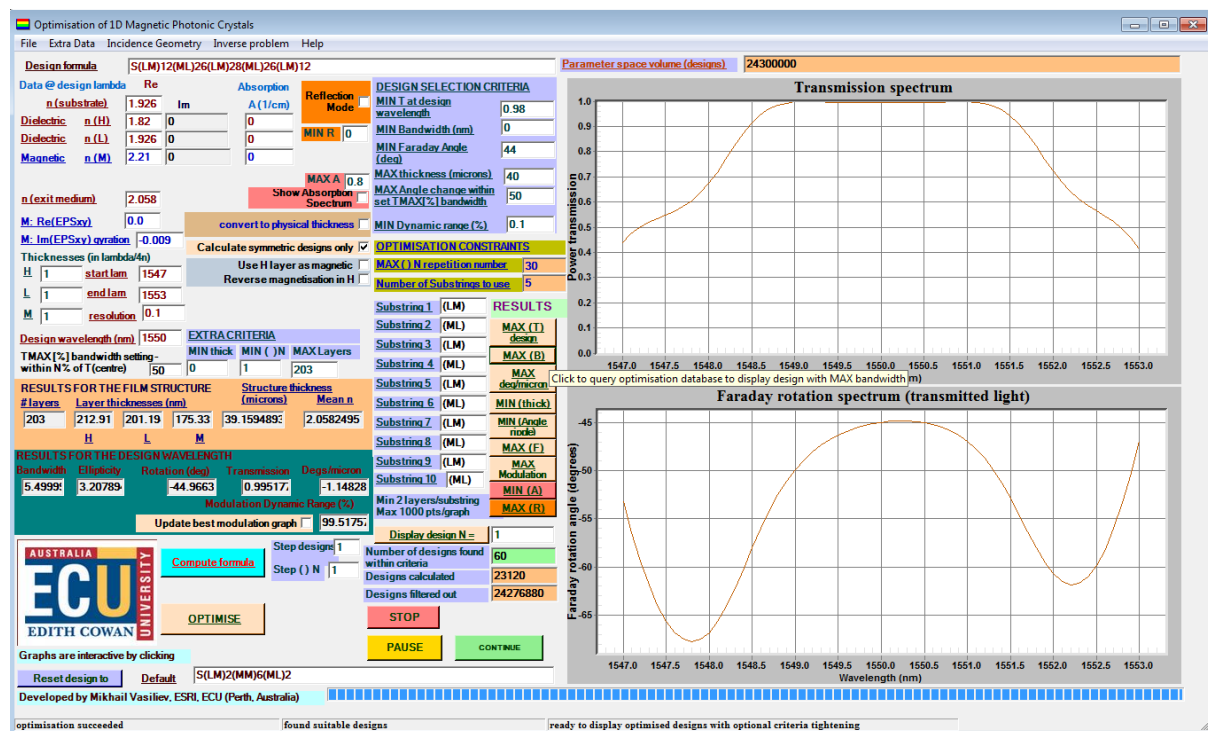 Optimisation of 1D Magnetic Photonic Crystals
File Extra Data Incidence Geometry Inverse problem Help
Design formula S(LM)12(ML)26(LM)28(ML)26(LM)12
Parameter space volume (designs) 24300000
Data @ design lambda Re Absorption
n (substrate) 1.926 Im A (1/cm)
Dielectric n (H) 1.82 0 0
Dielectric n (L) 1.926 0 0
Magnetic n (M) 2.21 0 0
Reflection Mode
MIN R 0
MAX A 0.8
n (exit medium) 2.058
Show Absorption Spectrum
M: Re(EPSxy) 0.0
convert to physical thickness
M: Im(EPSxy) gyration -0.009
Calculate symmetric designs only
Thicknesses (in lambda/4n)
Use H layer as magnetic
Reverse magnetisation in H
H 1 start lam 1547
L 1 end lam 1553
M 1 resolution 0.1
Design wavelength (nm) 1550
EXTRA CRITERIA
TMAX [%] bandwidth setting - within N% of T(centre) 50
MIN thick MIN ( )N MAX Layers
0 1 203
RESULTS FOR THE FILM STRUCTURE
Structure thickness (microns) Mean n
# layers Layer thicknesses (nm)
203 212.91 201.19 175.33 39.1594893 2.0582495
H L M
RESULTS FOR THE DESIGN WAVELENGTH
Bandwidth Ellipticity Rotation (deg) Transmission Degs/micron
5.4999 3.20789 -44.9663 0.99517 -1.14828
Modulation Dynamic Range (%)
Update best modulation graph 99.5175
DESIGN SELECTION CRITERIA
MIN T at design wavelength 0.98
MIN Bandwidth (nm) 0
MIN Faraday Angle (deg) 44
MAX thickness (microns) 40
MAX Angle change within set TMAX[%] bandwidth 50
MIN Dynamic range (%) 0.1
OPTIMISATION CONSTRAINTS
MAX ( ) N repetition number 30
Number of Substrings to use 5
Substring 1 (LM)
Substring 2 (ML)
Substring 3 (LM)
Substring 4 (ML)
Substring 5 (LM)
Substring 6 (ML)
Substring 7 (LM)
Substring 8 (ML)
Substring 9 (LM)
Substring 10 (ML)
RESULTS
MAX (T) design
MAX (B)
MAX deg/micron
MIN (thick)
MIN (Angle
MAX (F)
MAX Modulation
MIN (A)
MAX (R)
Min 2 layers/substring
Max 1000 pts/graph
Display design N = 1
Number of designs found within criteria 60
Designs calculated 23120
Designs filtered out 24276880
AUSTRALIA
ECU
EDITH COWAN
UNIVERSITY
Compute formula
Step designs 1
Step ( ) N 1
OPTIMISE
STOP
PAUSE
CONTINUE
Graphs are interactive by clicking
Reset design to Default S(LM)2(MM)6(ML)2
Developed by Mikhail Vasiliev, ESRI, ECU (Perth, Australia)
optimisation succeeded
found suitable designs
ready to display optimised designs with optional criteria tightening
Transmission spectrum
Power transmission
1.0
0.9
0.8
0.7
0.6
0.5
0.4
0.3
0.2
0.1
0.0
1547.0 1547.5 1548.0 1548.5 1549.0 1549.5 1550.0 1550.5 1551.0 1551.5 1552.0 1552.5 1553.0
m)
Click to query optimisation database to display design with MAX bandwidth
Faraday rotation spectrum (transmitted light)
Faraday rotation angle (degrees)
-45
-50
-55
-60
-65
1547.0 1547.5 1548.0 1548.5 1549.0 1549.5 1550.0 1550.5 1551.0 1551.5 1552.0 1552.5 1553.0
Wavelength (nm)